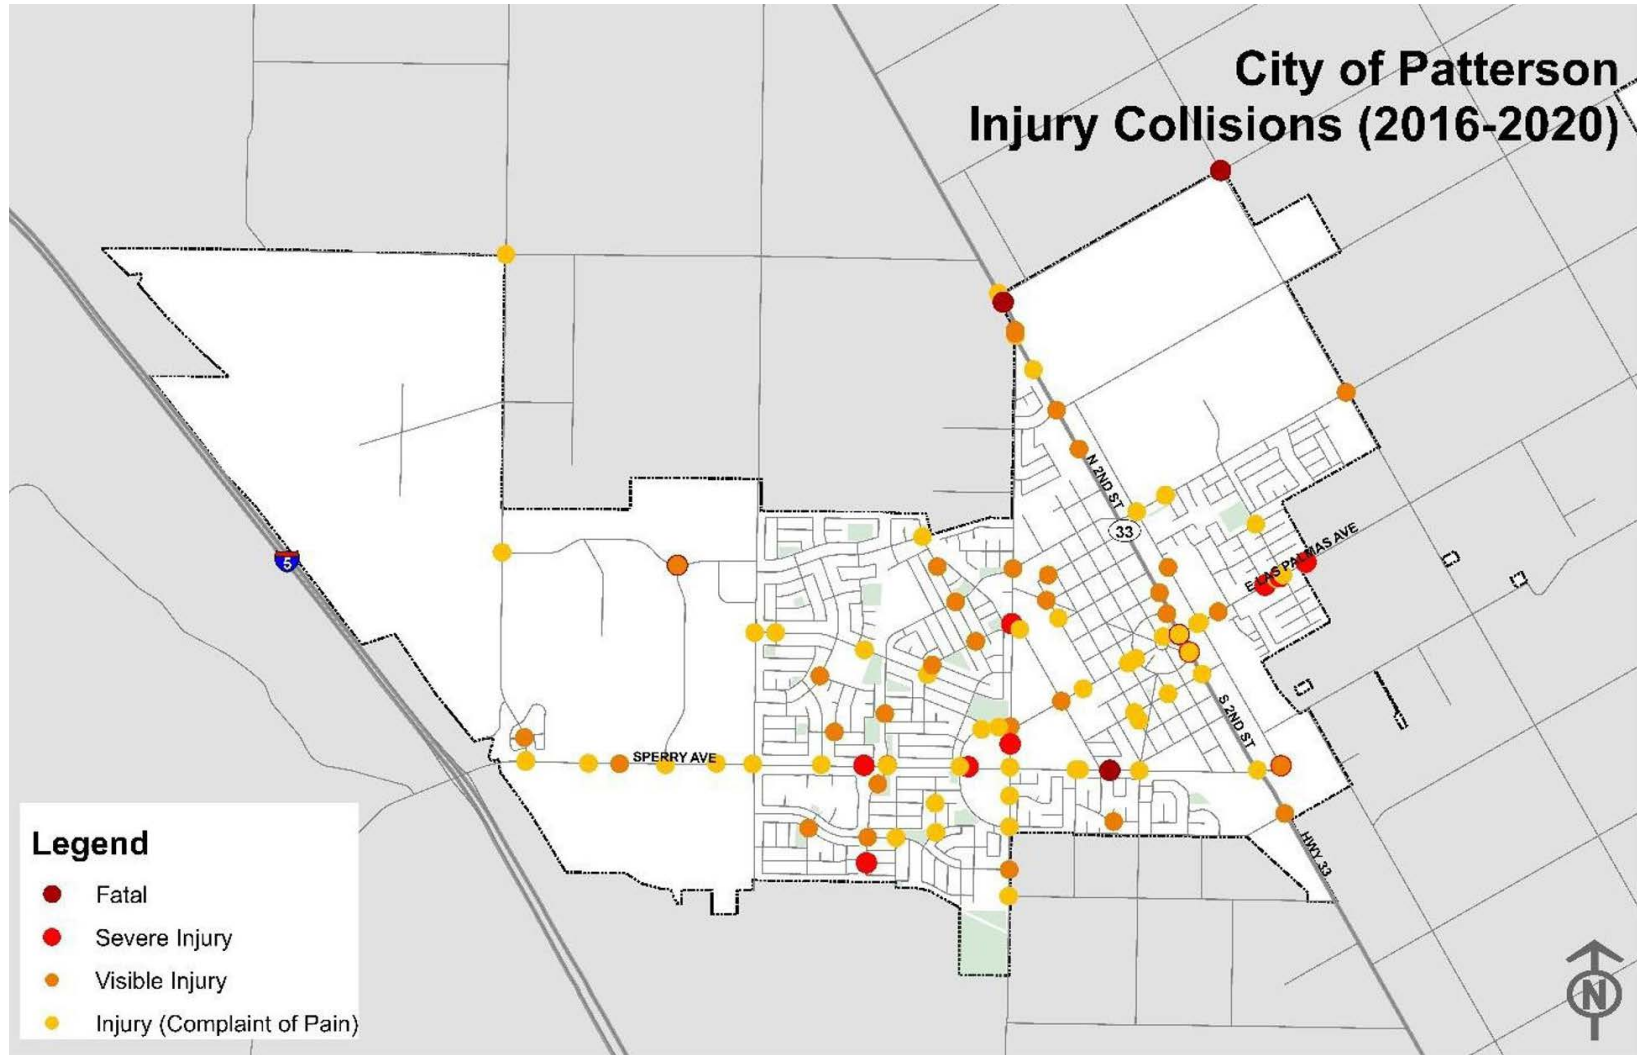 City of Patterson
Injury Collisions (2016-2020)
N 2ND ST
33
E LAS PALMAS AVE
5
S 2ND ST
SPERRY AVE
HWY 33
Legend
Fatal
Severe Injury
Visible Injury
Injury (Complaint of Pain)
N